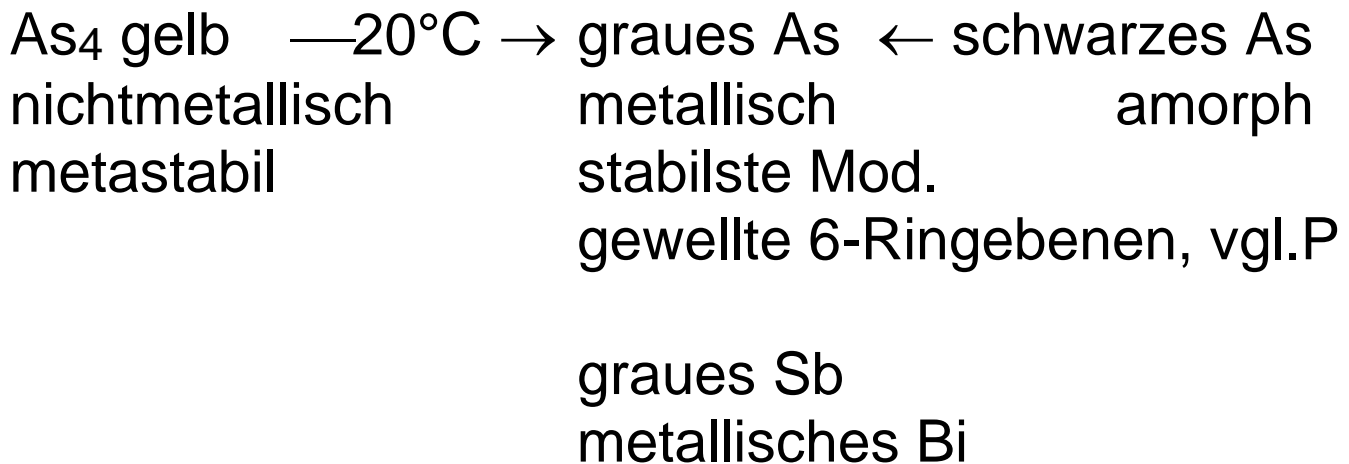 As₄ gelb —20°C → graues As ← schwarzes As
nichtmetallisch metallisch amorph
metastabil stabilste Mod.
gewellte 6-Ringebenen, vgl.P
graues Sb
metallisches Bi